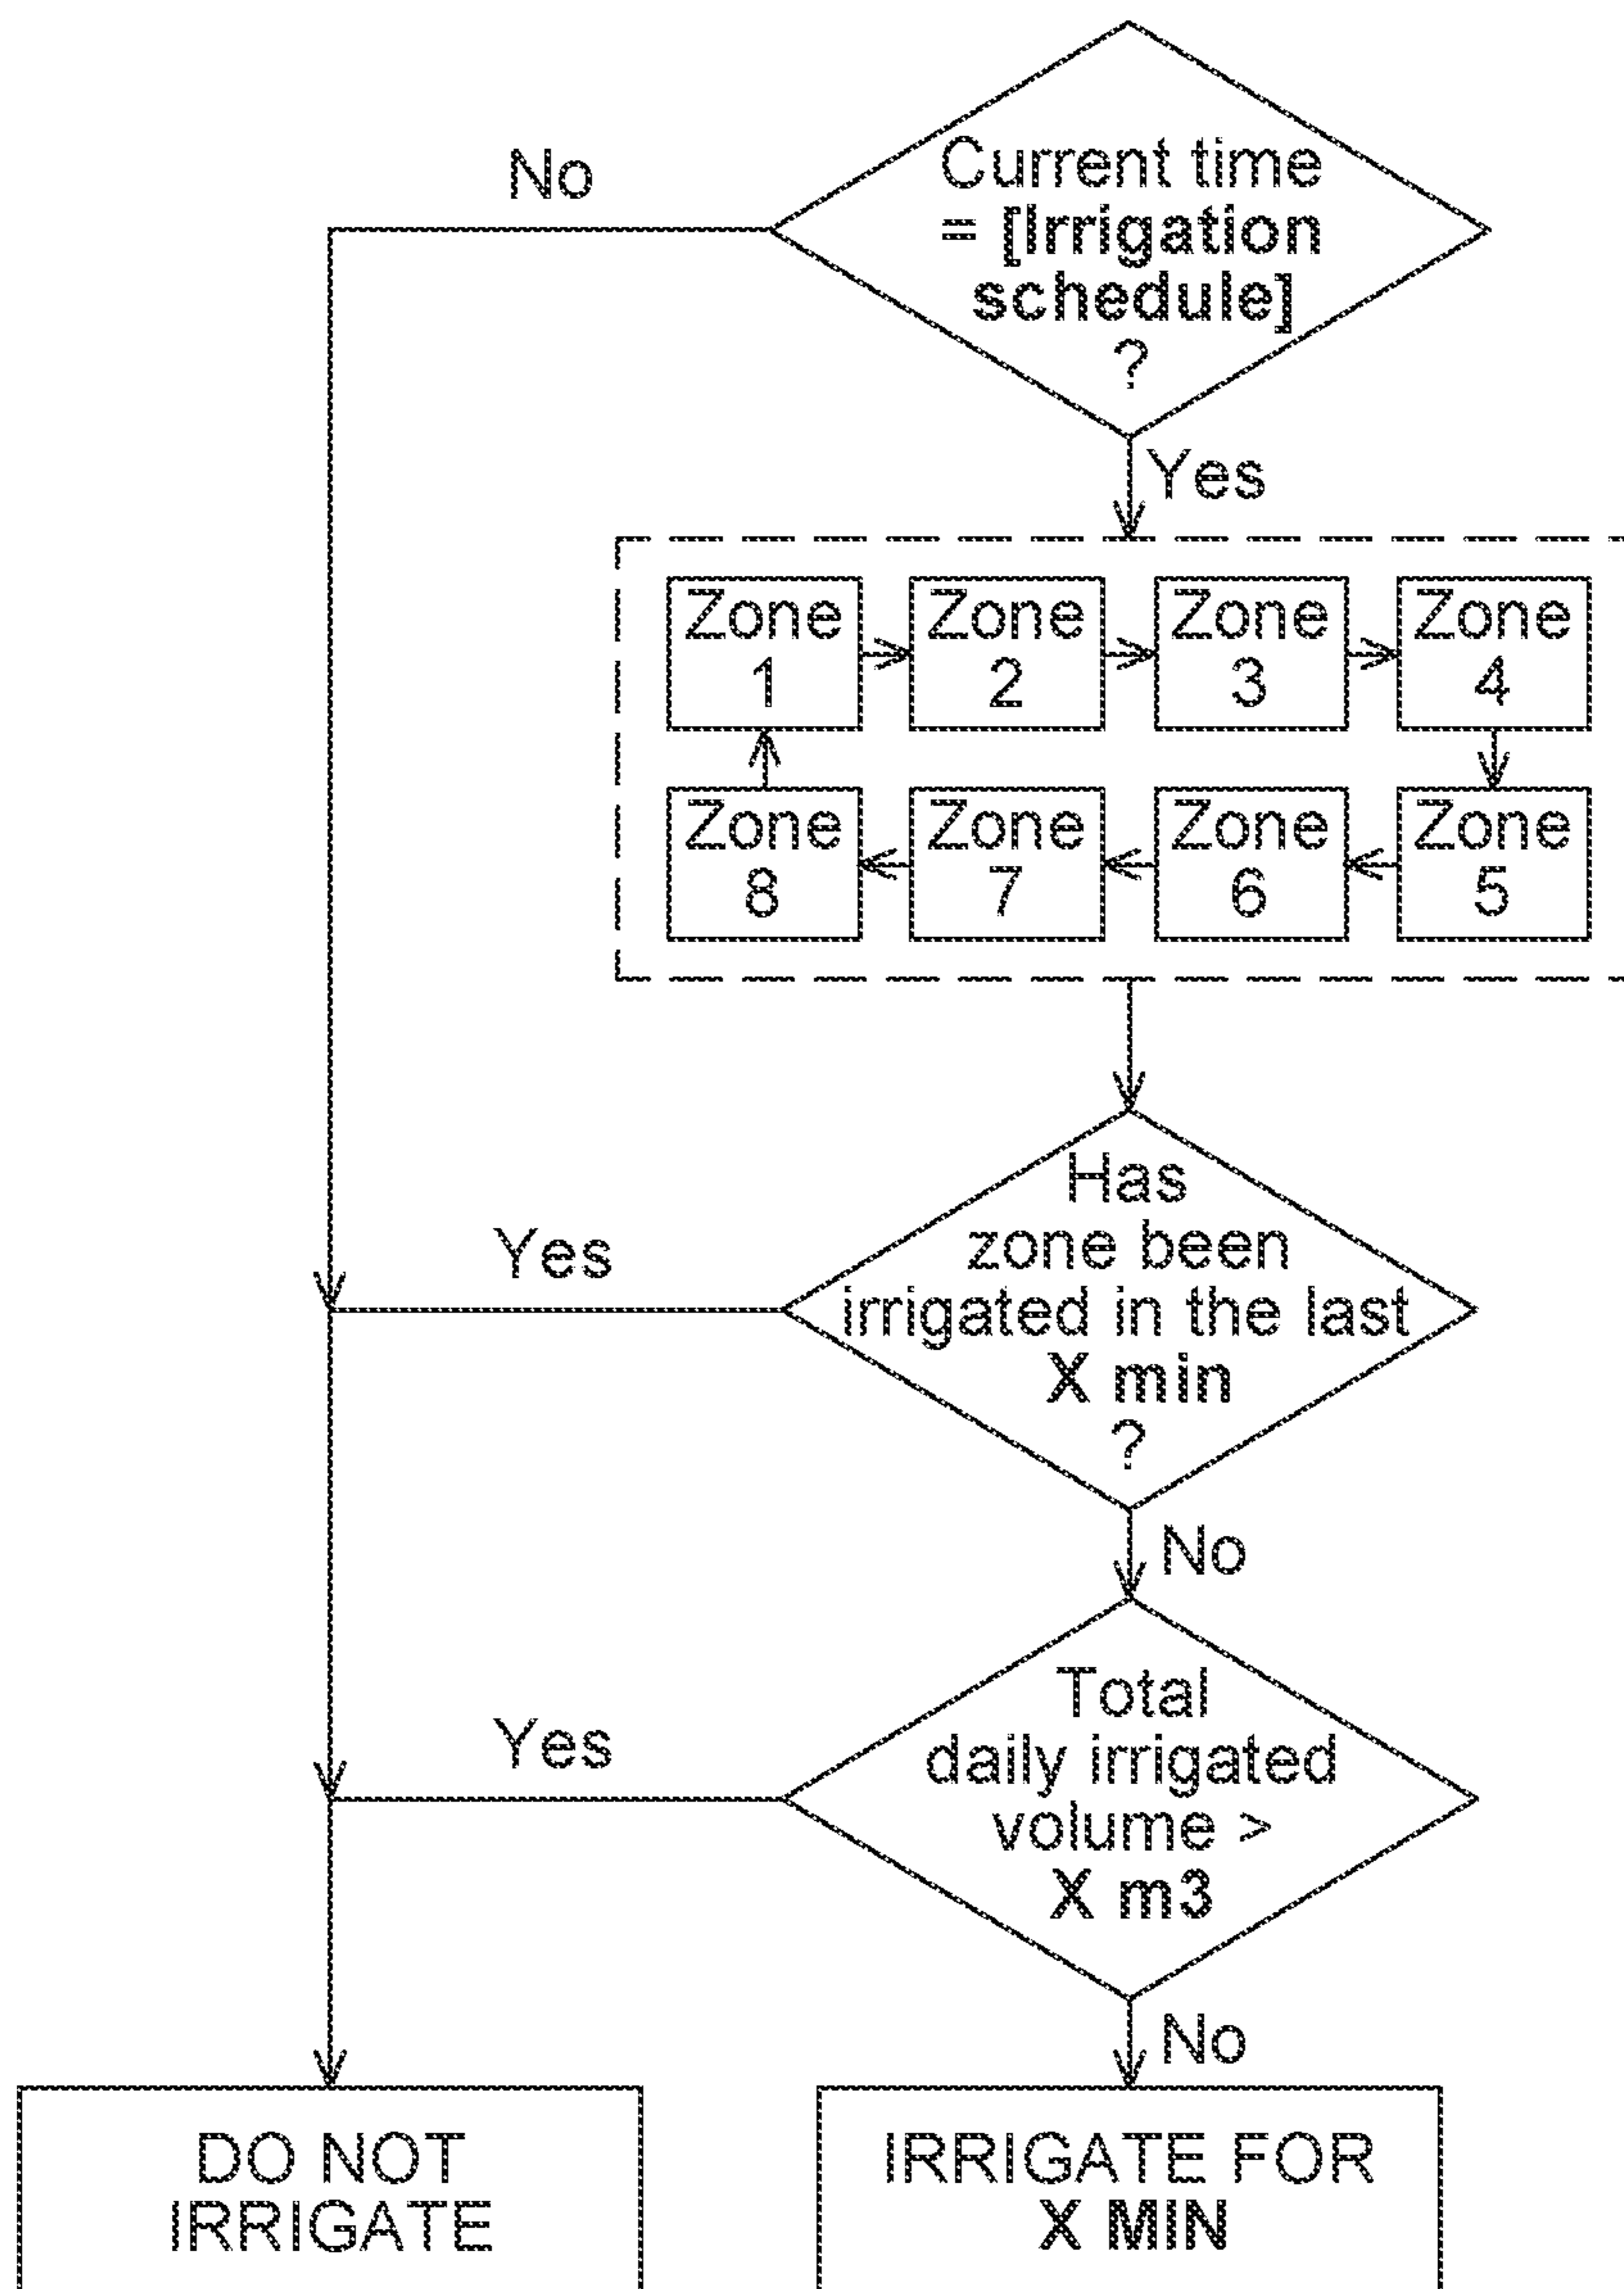 Current time
= [Irrigation
schedule]
?
No
Yes
Zone
1
Zone
2
Zone
3
Zone
4
Zone
8
Zone
7
Zone
6
Zone
5
Has
zone been
irrigated in the last
X min
?
Yes
No
Total
daily irrigated
volume >
X m3
Yes
No
DO NOT
IRRIGATE
IRRIGATE FOR
X MIN